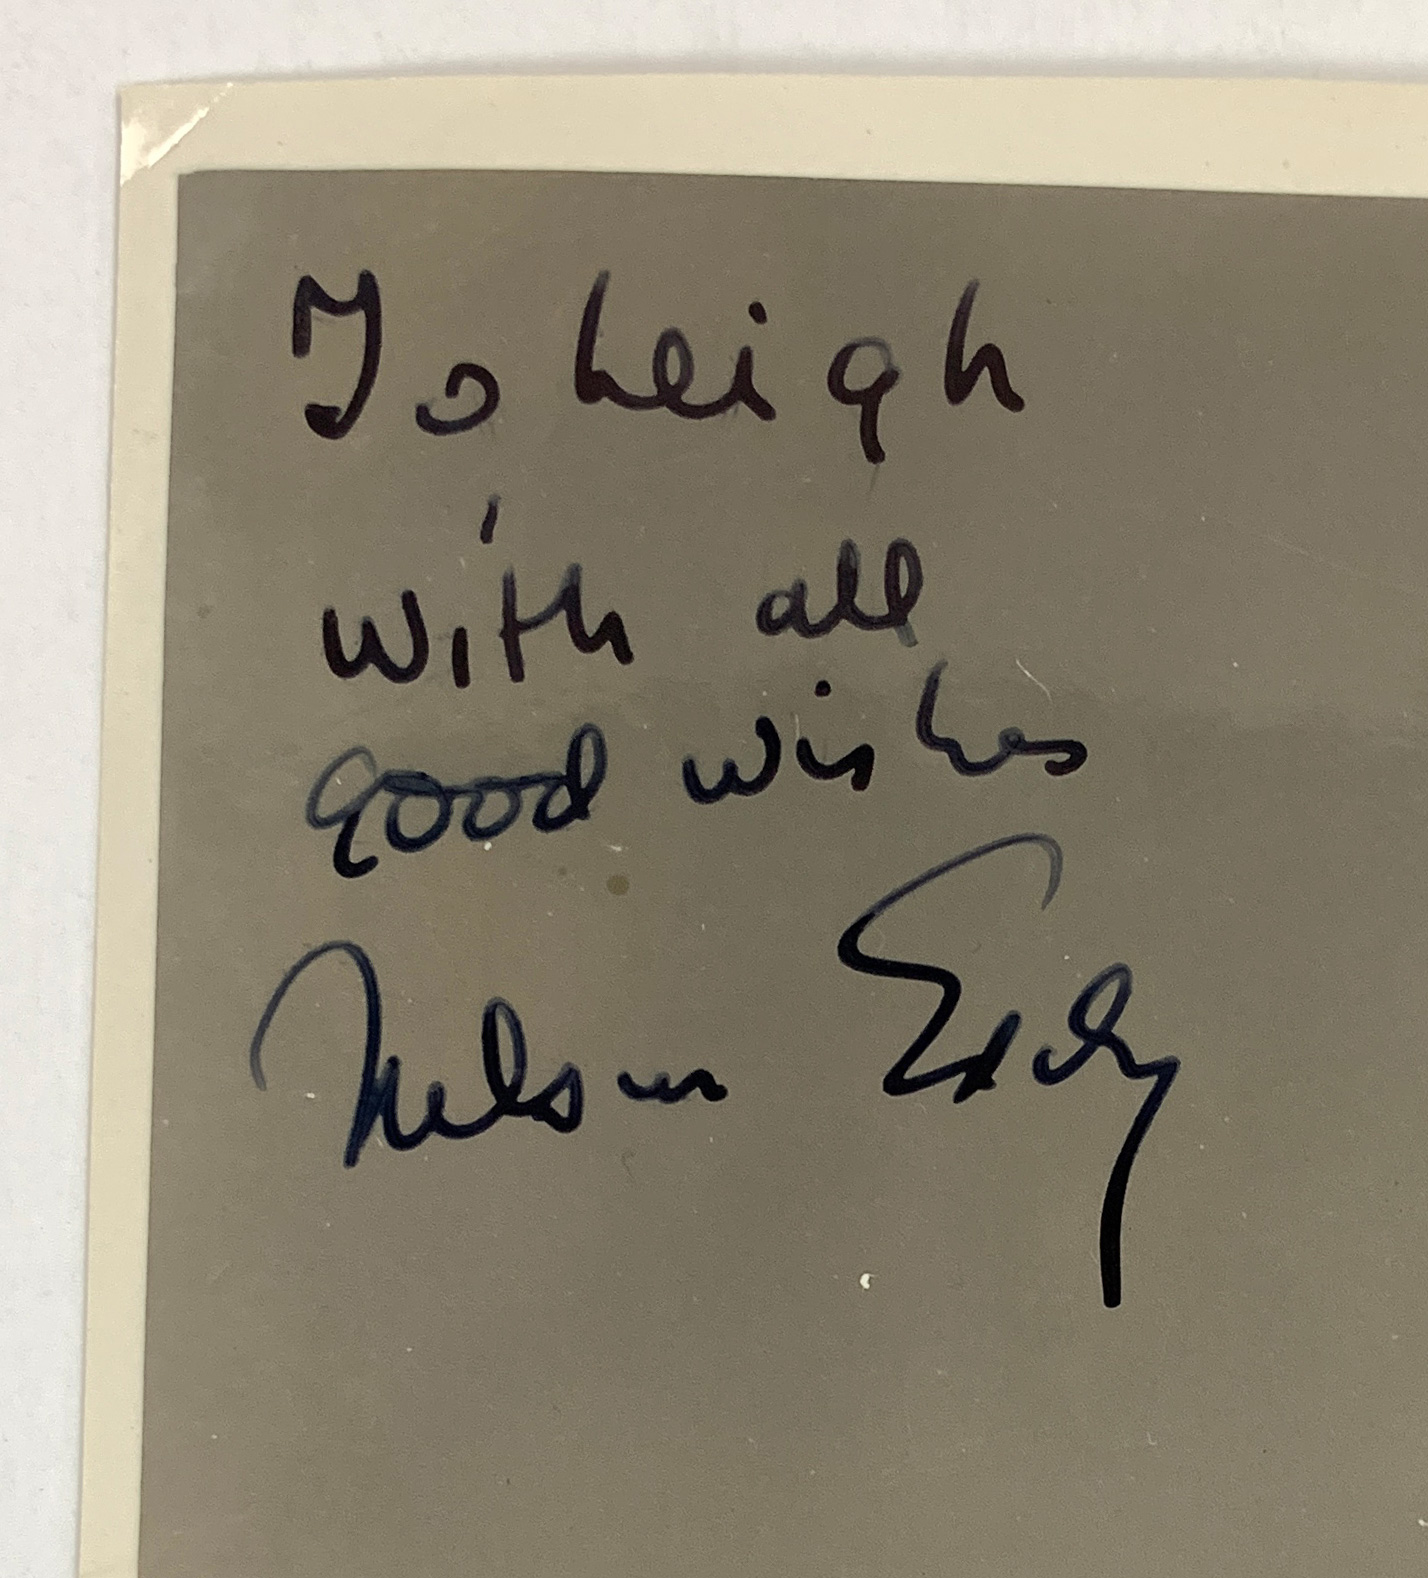 To Leigh
with all
good wishes
Nelson Eddy